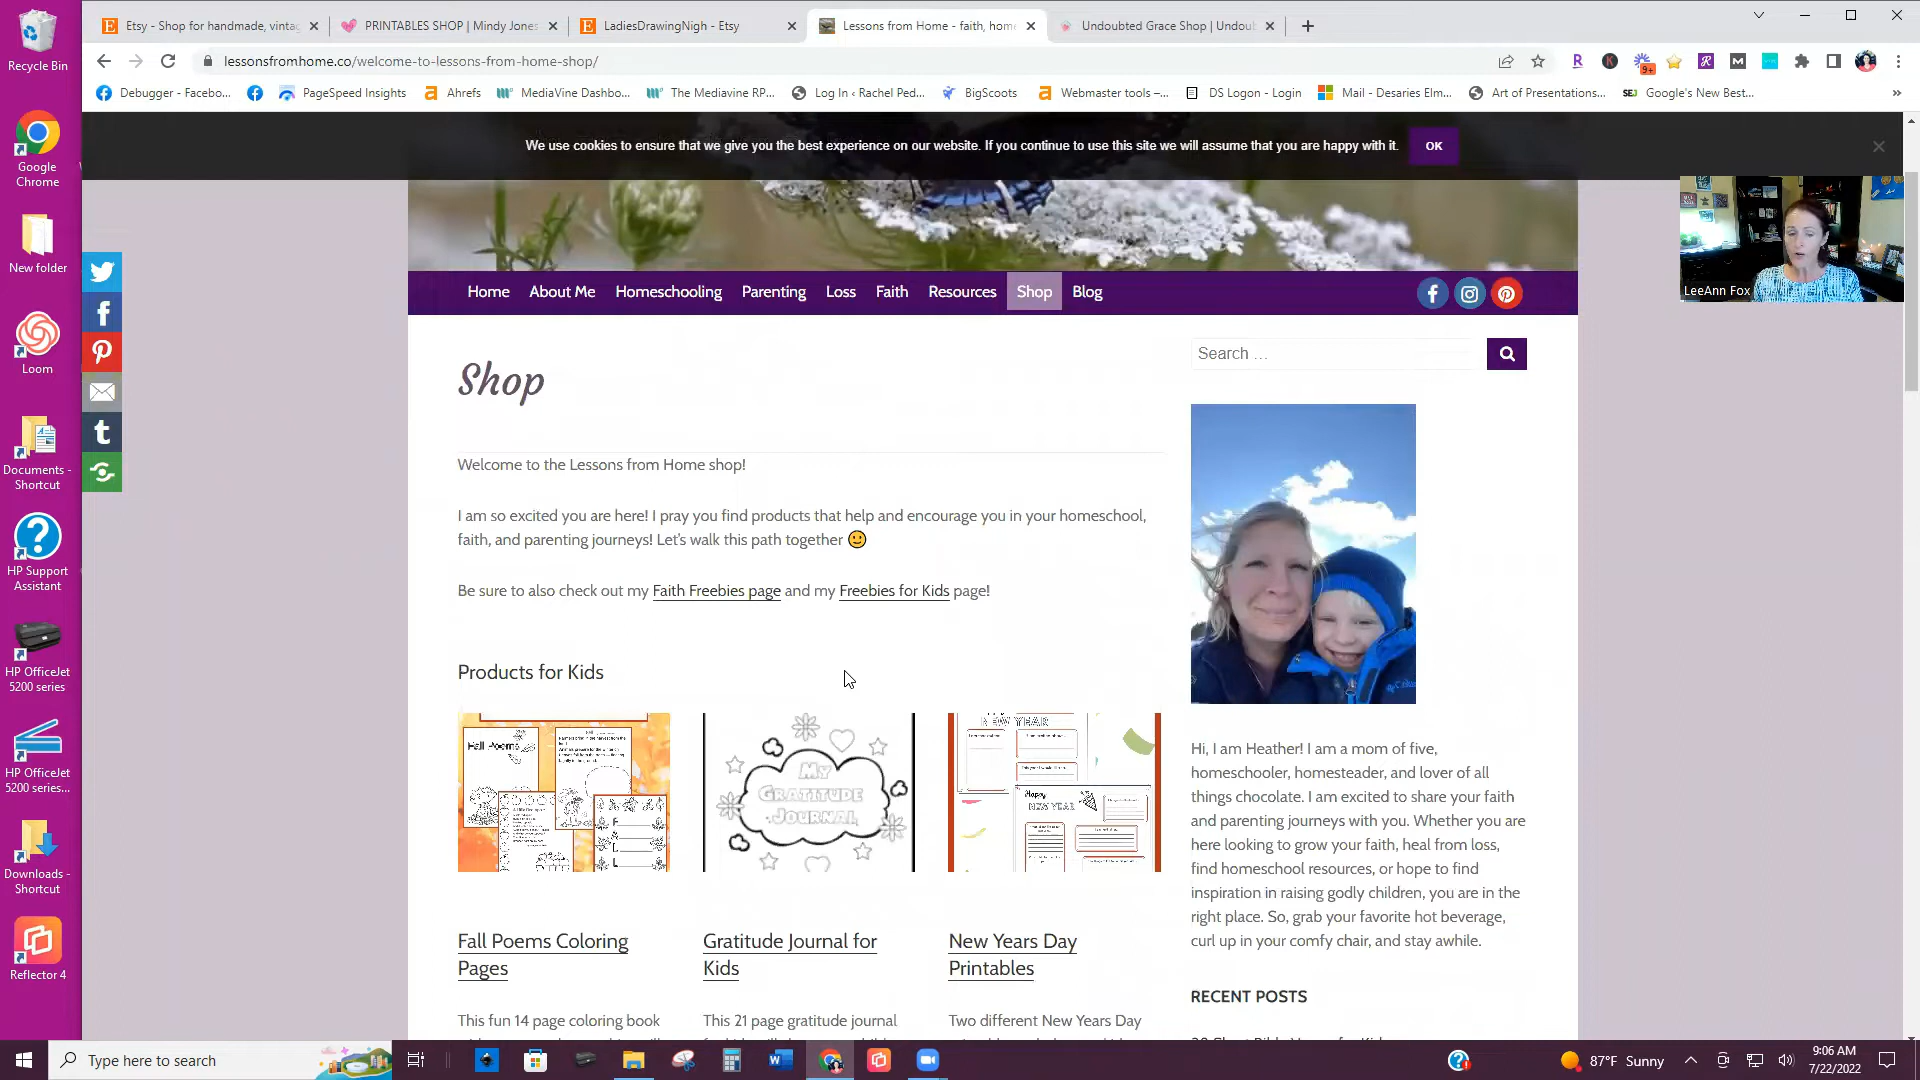 Recycle Bin
Google
Chrome
New folder
Loom
Documents -
Shortcut
HP Support
Assistant
HP OfficeJet
5200 series
HP OfficeJet
5200 series...
Downloads -
Shortcut
Reflector 4
Etsy - Shop for handmade, vintag
PRINTABLES SHOP | Mindy Jones
LadiesDrawingNigh - Etsy
Lessons from Home - faith, hom
Undoubted Grace Shop | Undou
lessonsfromhome.co/welcome-to-lessons-from-home-shop/
9+
Debugger - Facebo...
PageSpeed Insights
Ahrefs
MediaVine Dashbo...
The Mediavine RP...
Log In ‹ Rachel Ped...
BigScoots
Webmaster tools –...
DS Logon - Login
Mail - Desaries Elm...
Art of Presentations...
SEJ
Google's New Best...
We use cookies to ensure that we give you the best experience on our website. If you continue to use this site we will assume that you are happy with it.
OK
LeeAnn Fox
Home
About Me
Homeschooling
Parenting
Loss
Faith
Resources
Shop
Blog
Shop
Search ...
Welcome to the Lessons from Home shop!
I am so excited you are here! I pray you find products that help and encourage you in your homeschool,
faith, and parenting journeys! Let's walk this path together
Be sure to also check out my Faith Freebies page and my Freebies for Kids page!
Products for Kids
Fall Poems
MY
GRATITUDE
JOURNAL
NEW YEAR
Happy
NEW YEAR
Fall Poems Coloring
Pages
Gratitude Journal for
Kids
New Years Day
Printables
This fun 14 page coloring book
This 21 page gratitude journal
Two different New Years Day
Hi, I am Heather! I am a mom of five,
homeschooler, homesteader, and lover of all
things chocolate. I am excited to share your faith
and parenting journeys with you. Whether you are
here looking to grow your faith, heal from loss,
find homeschool resources, or hope to find
inspiration in raising godly children, you are in the
right place. So, grab your favorite hot beverage,
curl up in your comfy chair, and stay awhile.
RECENT POSTS
Type here to search
87°F Sunny
9:06 AM
7/22/2022